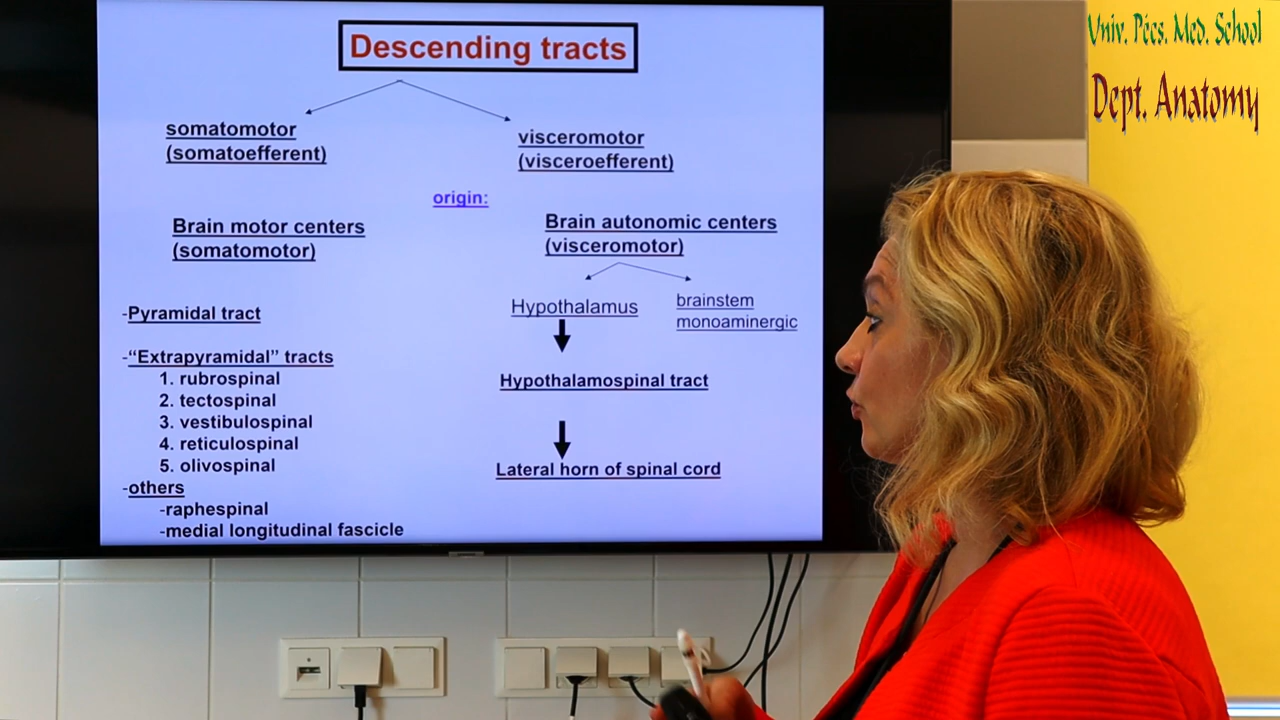 Descending tracts
somatomotor
(somatoefferent)
visceromotor
(visceroefferent)
origin:
Brain motor centers
(somatomotor)
Brain autonomic centers
(visceromotor)
Hypothalamus
brainstem
monoaminergic
-Pyramidal tract
-“Extrapyramidal” tracts
1. rubrospinal
2. tectospinal
3. vestibulospinal
4. reticulospinal
5. olivospinal
-others
-raphespinal
-medial longitudinal fascicle
Hypothalamospinal tract
Lateral horn of spinal cord
Univ. Pécs. Med. School
Dept. Anatomy